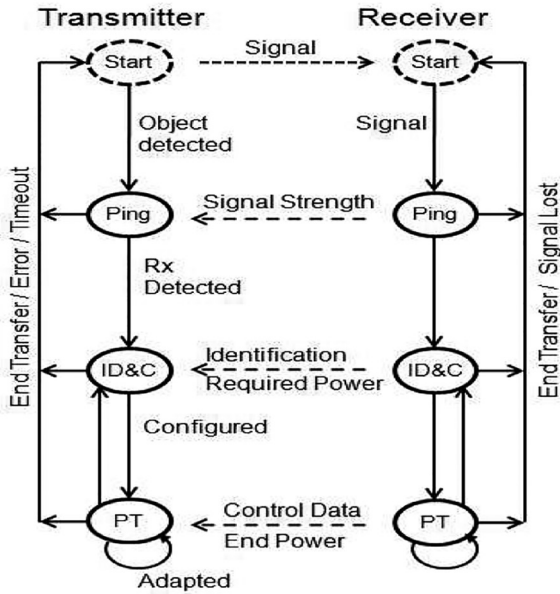 Transmitter
Receiver
Start
Signal
Start
Object
detected
Signal
Ping
Signal Strength
Ping
Rx
Detected
ID&C
Identification
Required Power
ID&C
Configured
PT
Control Data
End Power
PT
Adapted
End Transfer / Error / Timeout
End Transfer / Signal Lost